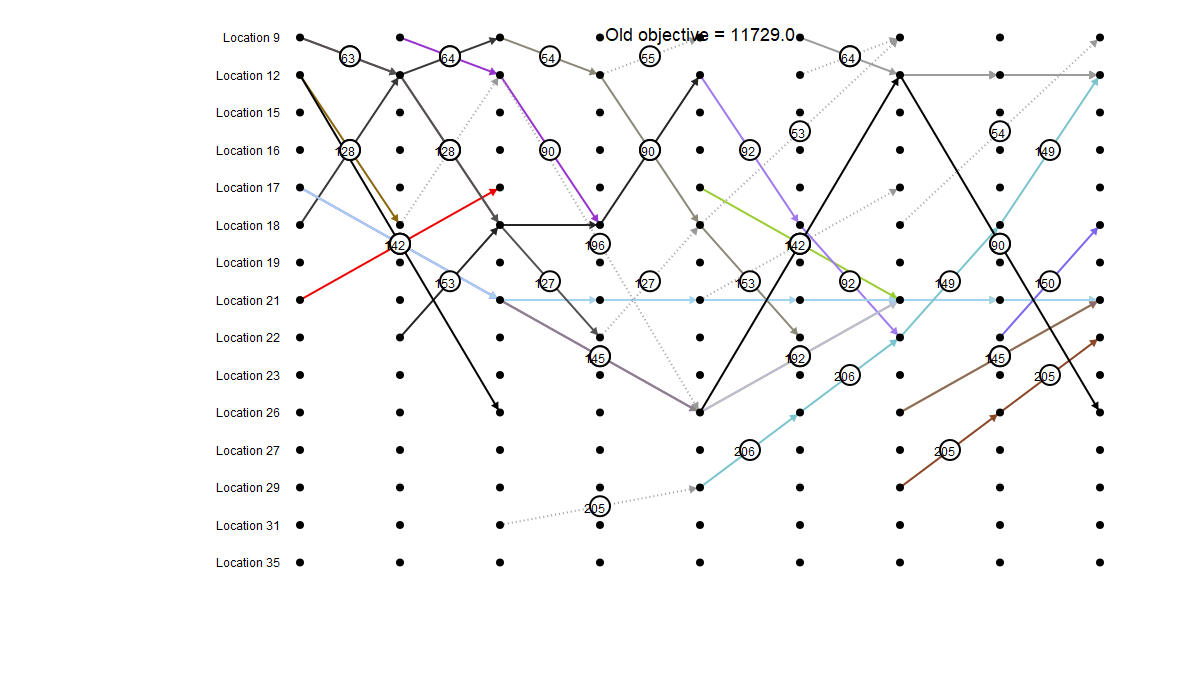 Old objective = 11729.0
Location 9
63
64
54
55
64
Location 12
Location 15
53
54
Location 16
128
128
90
90
92
149
Location 17
Location 18
142
196
142
90
Location 19
153
127
127
153
92
149
150
Location 21
Location 22
145
192
145
Location 23
206
205
Location 26
Location 27
206
205
Location 29
205
Location 31
Location 35